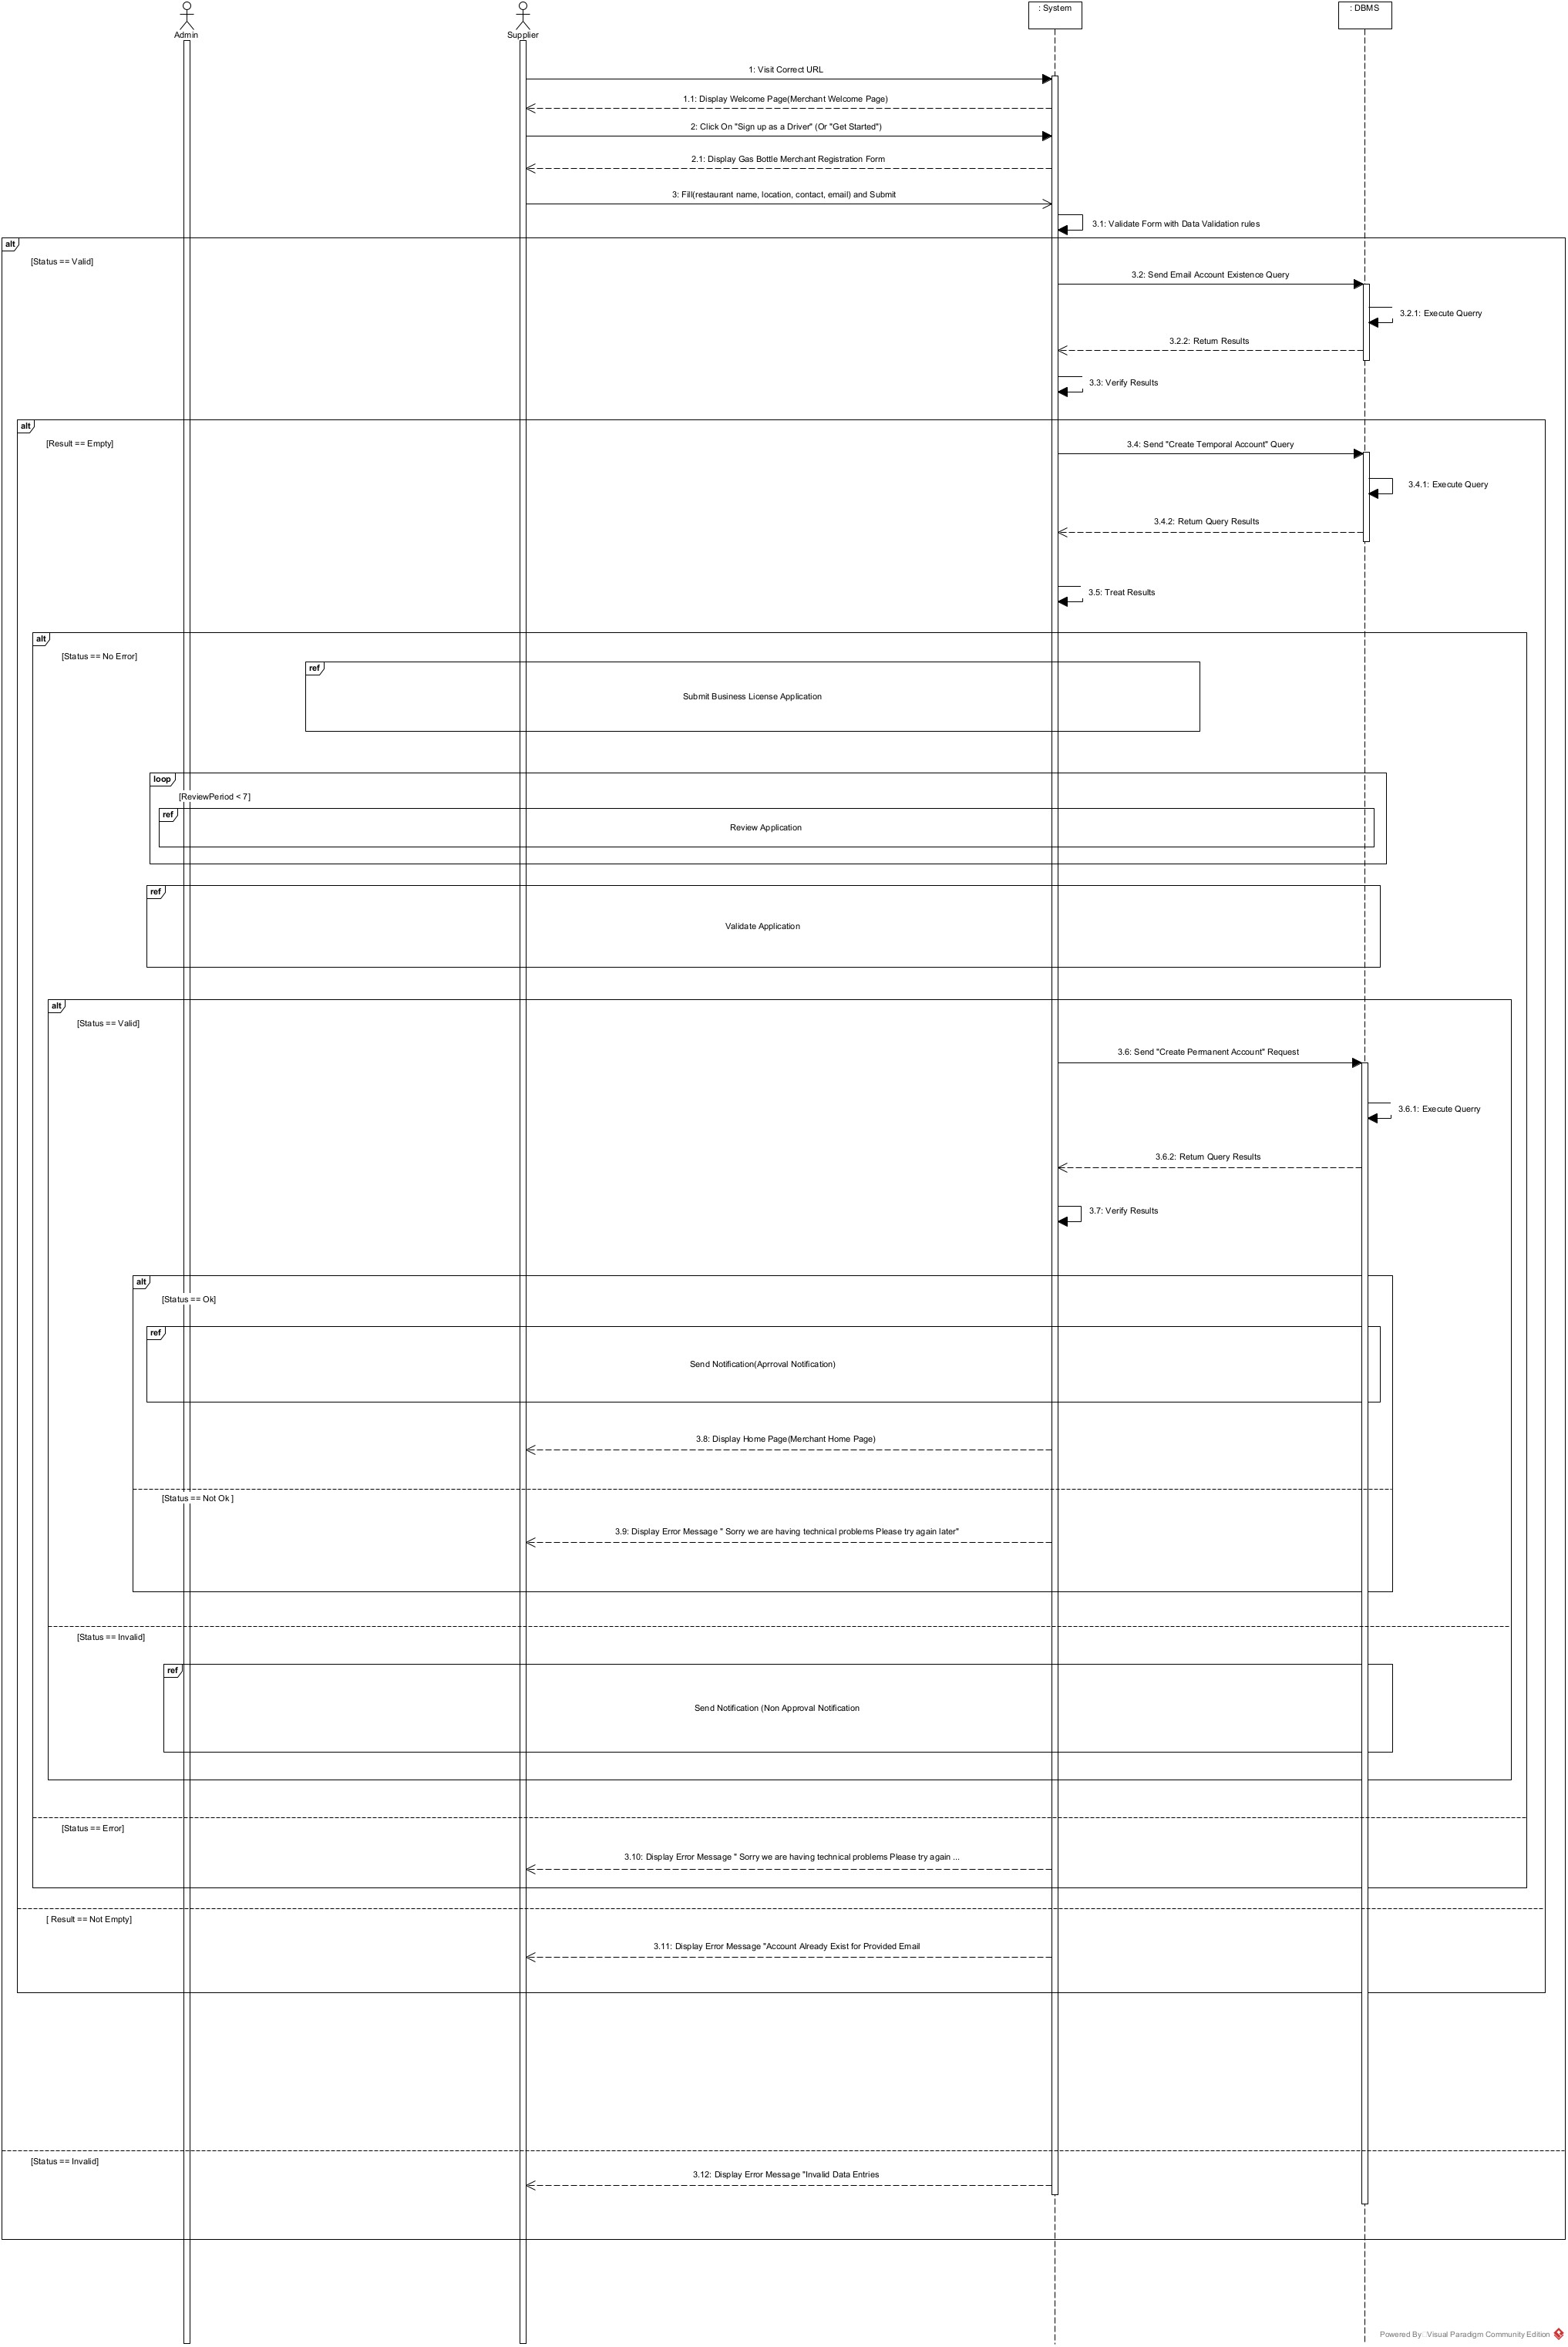 Admin
Supplier
: System
: DBMS
1: Visit Correct URL
1.1: Display Welcome Page(Merchant Welcome Page)
2: Click On "Sign up as a Driver" (Or "Get Started")
2.1: Display Gas Bottle Merchant Registration Form
3: Fill(restaurant name, location, contact, email) and Submit
3.1: Validate Form with Data Validation rules
alt
[Status == Valid]
3.2: Send Email Account Existence Query
3.2.1: Execute Querry
3.2.2: Return Results
3.3: Verify Results
alt
[Result == Empty]
3.4: Send "Create Temporal Account" Query
3.4.1: Execute Query
3.4.2: Return Query Results
3.5: Treat Results
alt
[Status == No Error]
ref
Submit Business License Application
loop
[ReviewPeriod < 7]
ref
Review Application
ref
Validate Application
alt
[Status == Valid]
3.6: Send "Create Permanent Account" Request
3.6.1: Execute Querry
3.6.2: Return Query Results
3.7: Verify Results
alt
[Status == Ok]
ref
Send Notification(Aprroval Notification)
3.8: Display Home Page(Merchant Home Page)
[Status == Not Ok ]
3.9: Display Error Message " Sorry we are having technical problems Please try again later"
[Status == Invalid]
ref
Send Notification (Non Approval Notification
[Status == Error]
3.10: Display Error Message " Sorry we are having technical problems Please try again ...
[ Result == Not Empty]
3.11: Display Error Message "Account Already Exist for Provided Email
[Status == Invalid]
3.12: Display Error Message "Invalid Data Entries
Powered By Visual Paradigm Community Edition